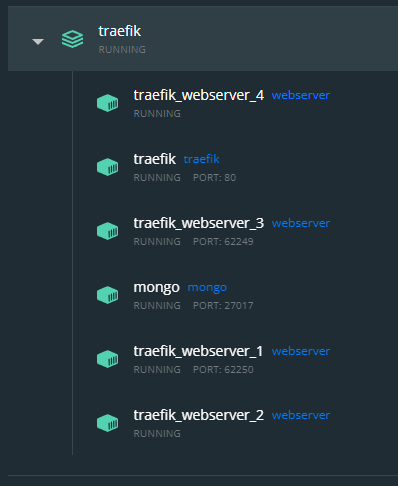 traefik
RUNNING
traefik_webserver_4 webserver
RUNNING
traefik traefik
RUNNING PORT: 80
traefik_webserver_3 webserver
RUNNING PORT: 62249
mongo mongo
RUNNING PORT: 27017
traefik_webserver_1 webserver
RUNNING PORT: 62250
traefik_webserver_2 webserver
RUNNING